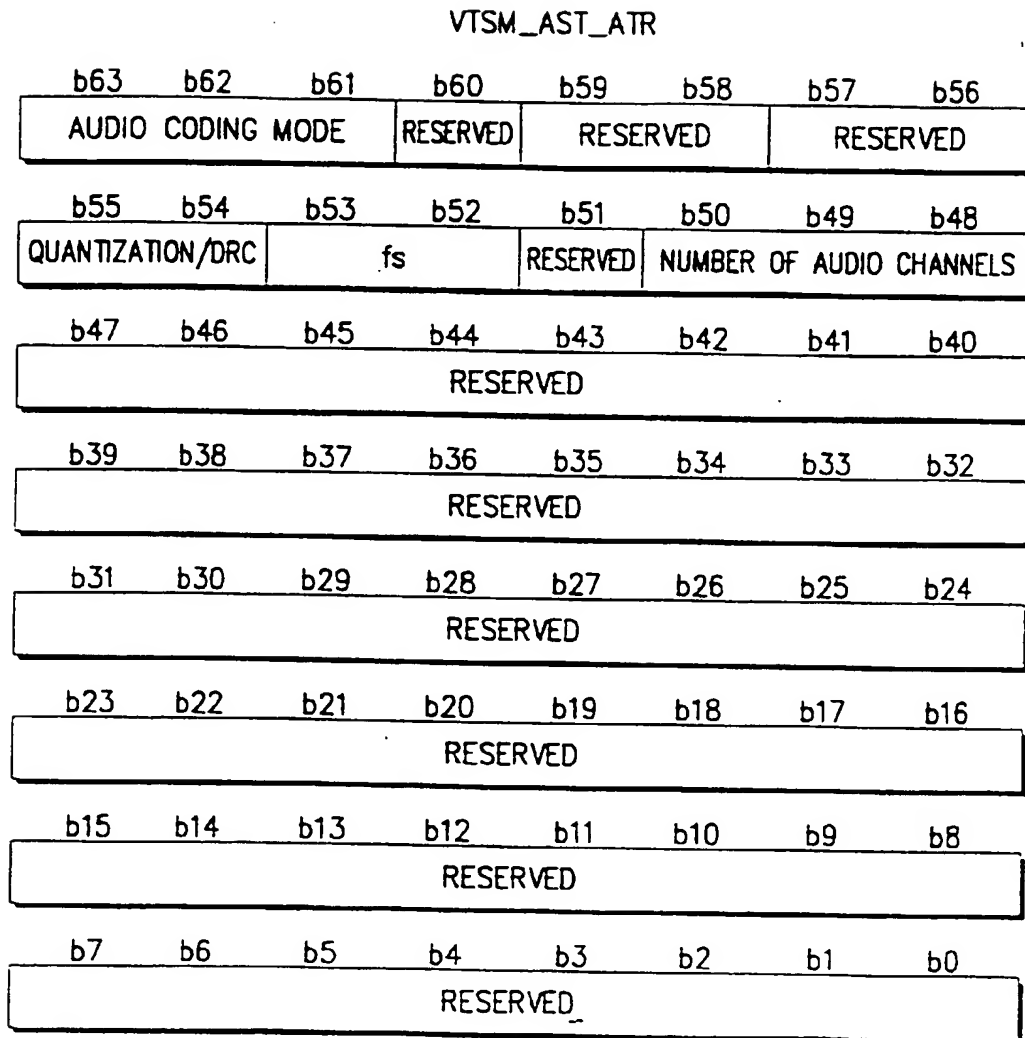 VTSM_AST_ATR
b63 b62 b61 b60 b59 b58 b57 b56
AUDIO CODING MODE RESERVED RESERVED RESERVED
b55 b54 b53 b52 b51 b50 b49 b48
QUANTIZATION/DRC fs RESERVED NUMBER OF AUDIO CHANNELS
b47 b46 b45 b44 b43 b42 b41 b40
RESERVED
b39 b38 b37 b36 b35 b34 b33 b32
RESERVED
b31 b30 b29 b28 b27 b26 b25 b24
RESERVED
b23 b22 b21 b20 b19 b18 b17 b16
RESERVED
b15 b14 b13 b12 b11 b10 b9 b8
RESERVED
b7 b6 b5 b4 b3 b2 b1 b0
RESERVED